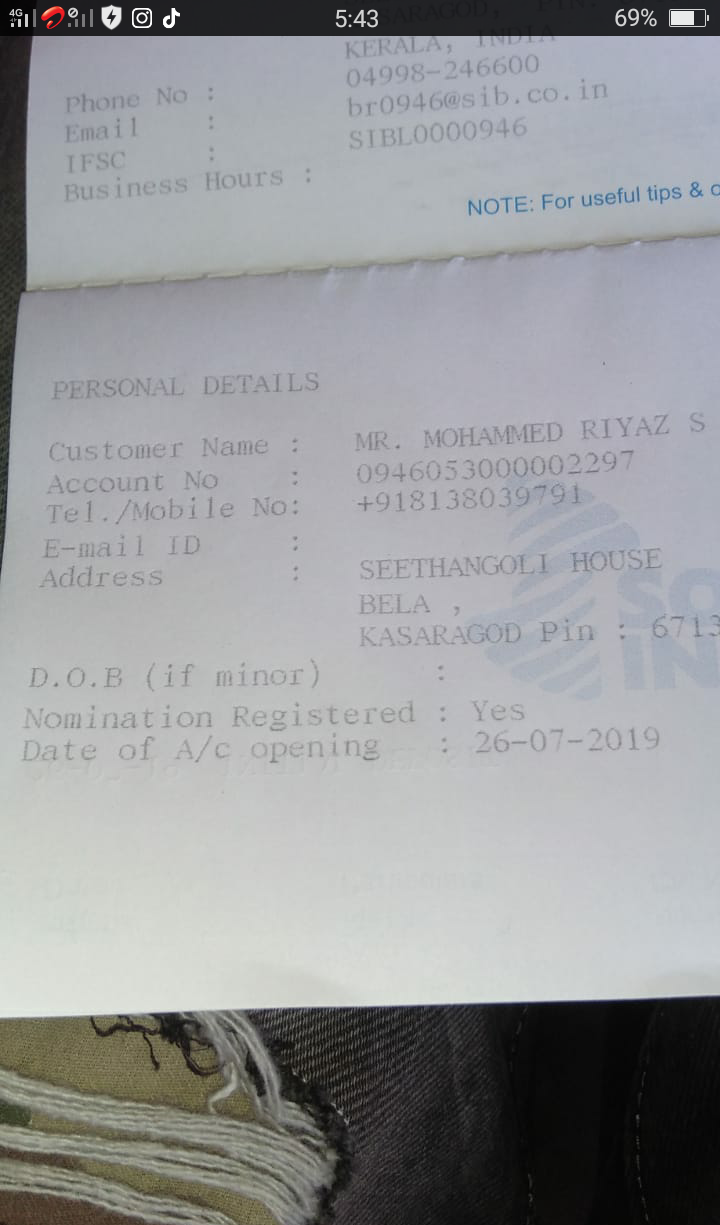 4G
5:43
69%
KASARAGOD, PIN:
KERALA, INDIA
Phone No : 04998-246600
Email : br0946@sib.co.in
IFSC : SIBL0000946
Business Hours :
NOTE: For useful tips &
PERSONAL DETAILS
Customer Name : MR. MOHAMMED RIYAZ S
Account No : 0946053000002297
Tel./Mobile No: +918138039791
E-mail ID :
Address : SEETHANGOLI HOUSE
BELA ,
KASARAGOD Pin : 6713
SO
IN
D.O.B (if minor) :
Nomination Registered : Yes
Date of A/c opening : 26-07-2019